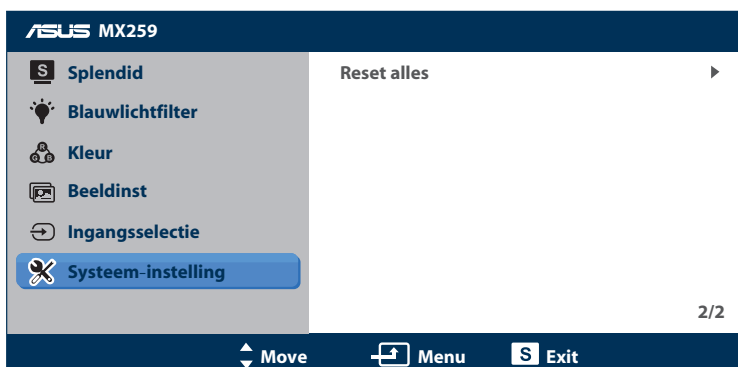 ASUS MX259
S Splendid
Blauwlichtfilter
R G B Kleur
Beeldinst
Ingangsselectie
Systeem-instelling
Reset alles
2/2
Move Menu S Exit